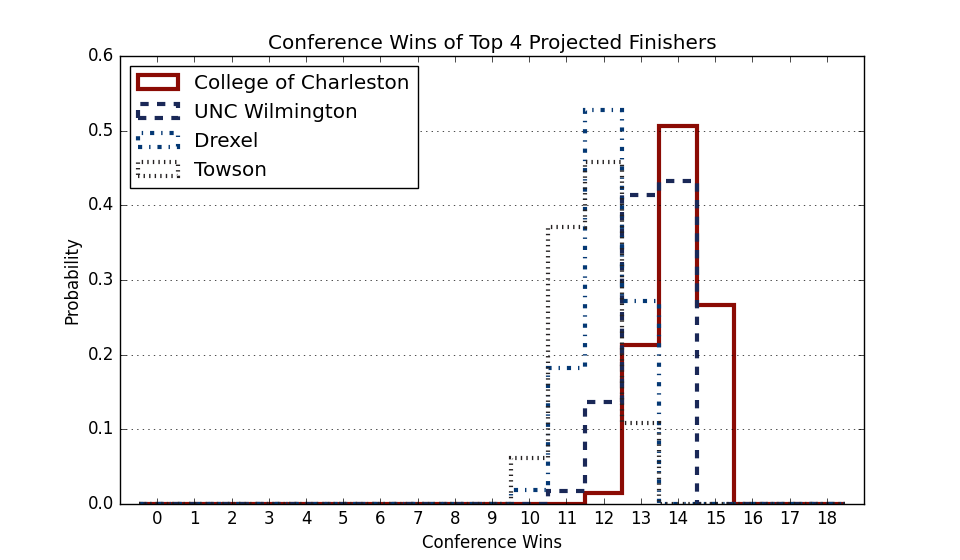 Conference Wins of Top 4 Projected Finishers
College of Charleston
UNC Wilmington
Drexel
Towson
0.6
0.5
0.4
0.3
0.2
0.1
0.0
Probability
0 1 2 3 4 5 6 7 8 9 10 11 12 13 14 15 16 17 18
Conference Wins